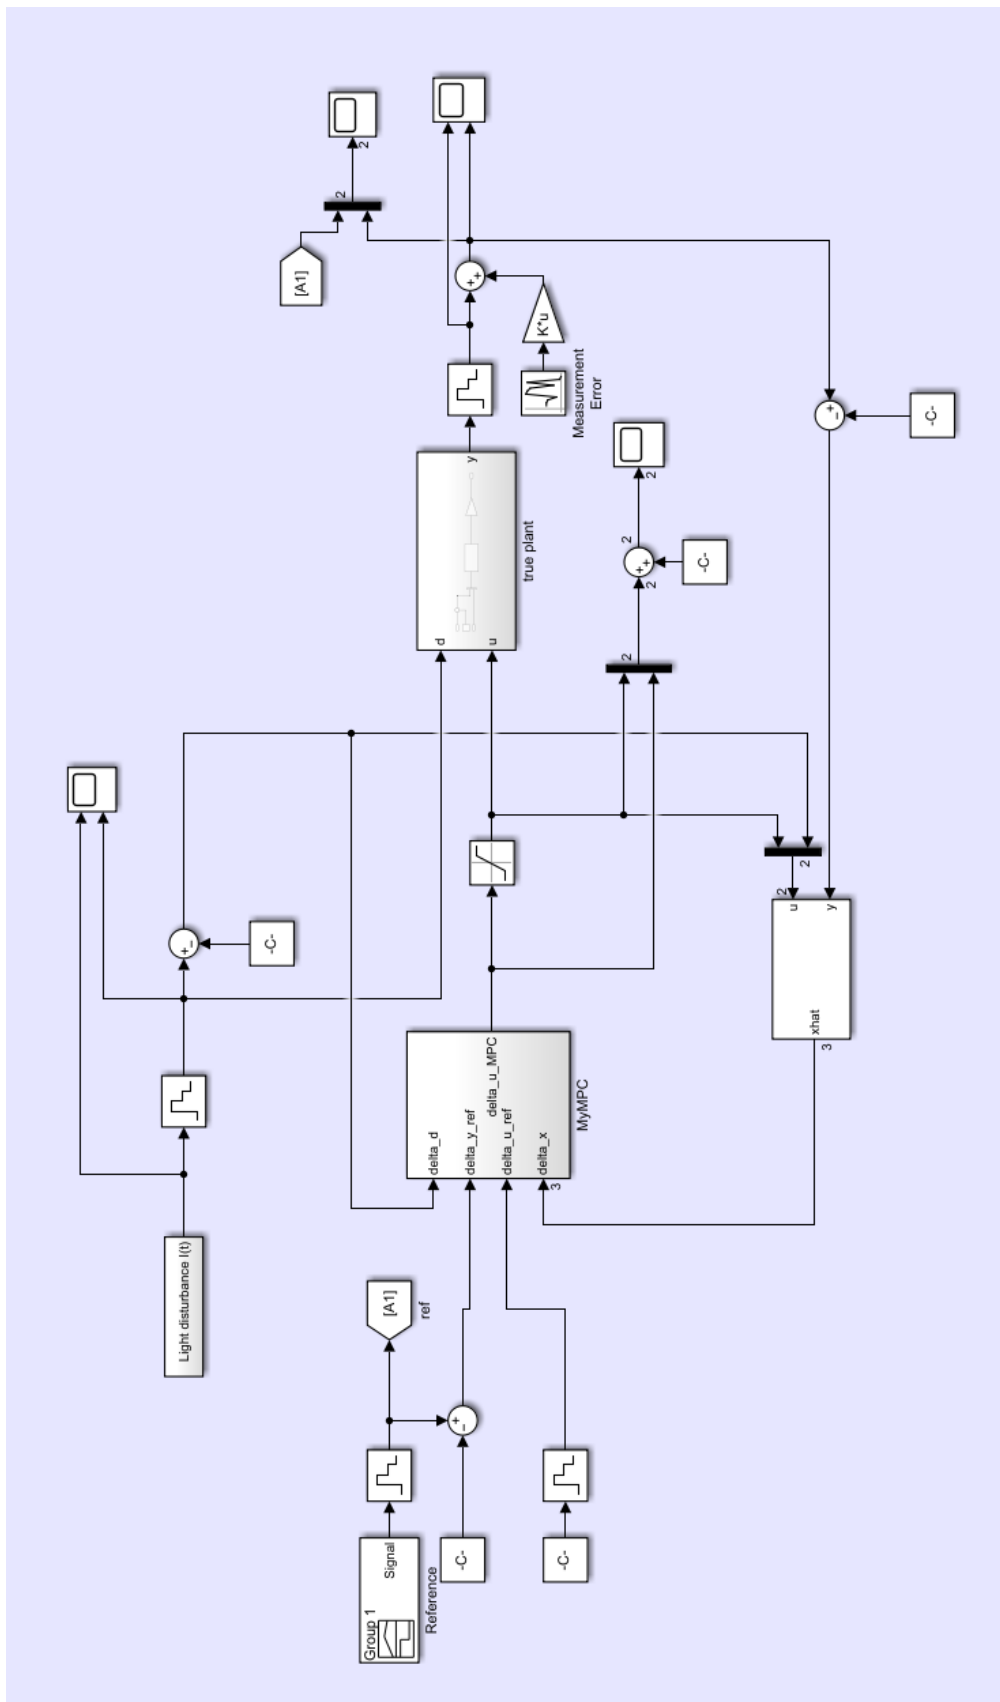 Light disturbance I(t)
-C-
+
-
Group 1
Signal
Reference
[A1]
ref
-C-
+
-
-C-
delta_d
delta_y_ref
delta_u_ref
delta_x
delta_u_MPC
MyMPC
3
d
u
y
true plant
Measurement
Error
K*u
+
+
[A1]
2
2
2
2
+
+
2
2
-C-
-C-
+
-
2
2
u
y
xhat
3